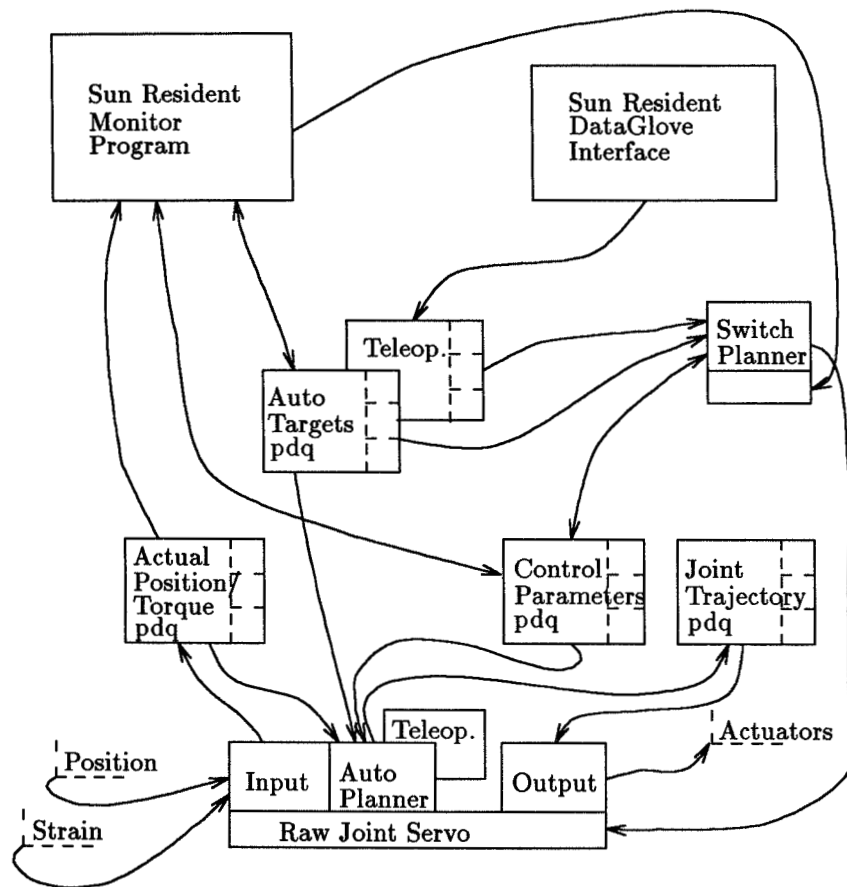 Sun Resident
Monitor
Program
Sun Resident
DataGlove
Interface
Teleop.
Switch
Planner
Auto
Targets
pdq
Actual
Position/
Torque
pdq
Control
Parameters
pdq
Joint
Trajectory
pdq
Teleop.
Actuators
Position
Input
Auto
Planner
Output
Strain
Raw Joint Servo